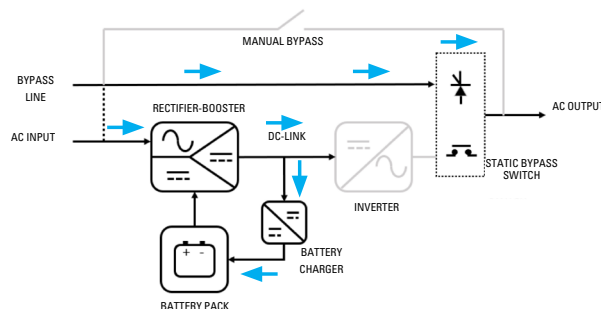 MANUAL BYPASS
BYPASS
LINE
RECTIFIER-BOOSTER
AC INPUT
DC-LINK
AC OUTPUT
STATIC BYPASS
SWITCH
INVERTER
+ -
BATTERY
CHARGER
BATTERY PACK